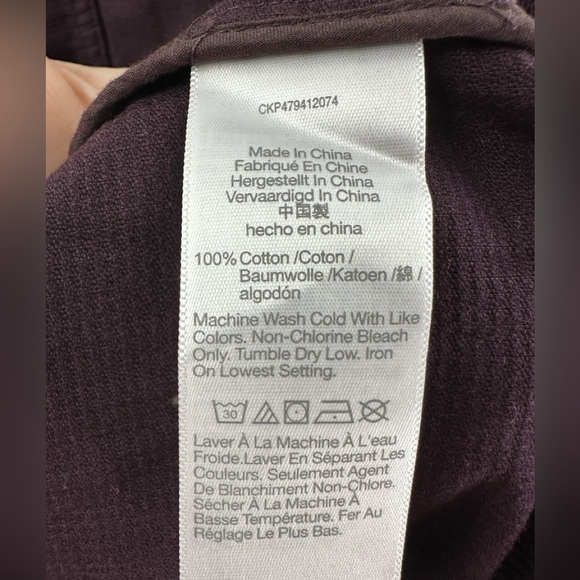 CKP479412074
Made In China
Fabriqué En Chine
Hergestellt In China
Vervaardigd In China
中国製
hecho en china
100% Cotton /Coton /
Baumwolle /Katoen /綿 /
algodón
Machine Wash Cold With Like
Colors. Non-Chlorine Bleach
Only. Tumble Dry Low. Iron
On Lowest Setting.
30
Laver À La Machine À L'eau
Froide.Laver En Séparant Les
Couleurs. Seulement Agent
De Blanchiment Non-Chlore.
Sécher À La Machine À
Basse Température. Fer Au
Réglage Le Plus Bas.